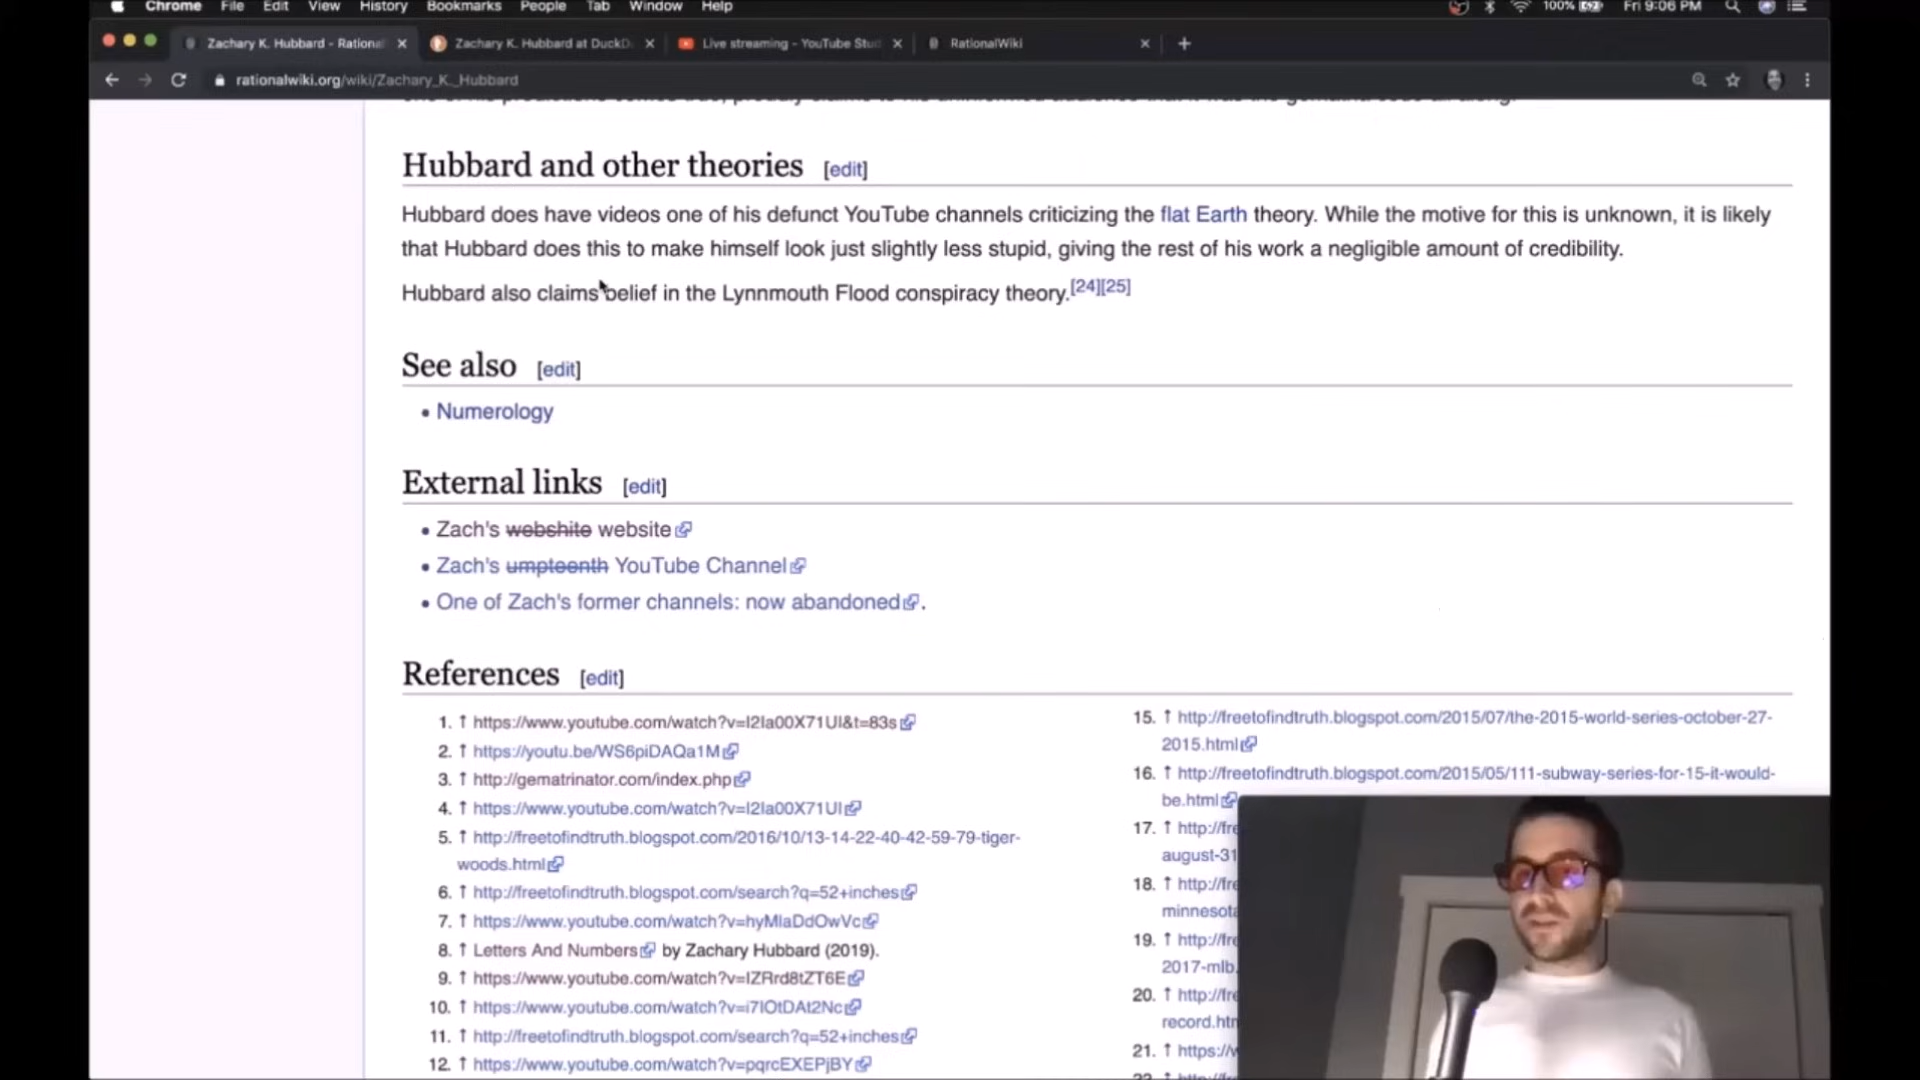 Chrome File Edit View History Bookmarks People Tab Window Help 100% Fri 9:06 PM
Zachary K. Hubbard - Rational Zachary K. Hubbard at DuckD Live streaming - YouTube Stud RationalWiki
rationalwiki.org/wiki/Zachary_K._Hubbard
Hubbard and other theories [edit]
Hubbard does have videos one of his defunct YouTube channels criticizing the flat Earth theory. While the motive for this is unknown, it is likely
that Hubbard does this to make himself look just slightly less stupid, giving the rest of his work a negligible amount of credibility.
Hubbard also claims belief in the Lynnmouth Flood conspiracy theory.[24][25]
See also [edit]
• Numerology
External links [edit]
• Zach's webshite website
• Zach's umpteenth YouTube Channel
• One of Zach's former channels: now abandoned.
References [edit]
1. ↑ https://www.youtube.com/watch?v=I2Ia00X71UI&t=83s
2. ↑ https://youtu.be/WS6piDAQa1M
3. ↑ http://gematrinator.com/index.php
4. ↑ https://www.youtube.com/watch?v=I2Ia00X71UI
5. ↑ http://freetofindtruth.blogspot.com/2016/10/13-14-22-40-42-59-79-tiger-
woods.html
6. ↑ http://freetofindtruth.blogspot.com/search?q=52+inches
7. ↑ https://www.youtube.com/watch?v=hyMIaDdOwVc
8. ↑ Letters And Numbers by Zachary Hubbard (2019).
9. ↑ https://www.youtube.com/watch?v=IZRrd8tZT6E
10. ↑ https://www.youtube.com/watch?v=i7IOtDAt2Nc
11. ↑ http://freetofindtruth.blogspot.com/search?q=52+inches
12. ↑ https://www.youtube.com/watch?v=pqrcEXEPjBY
15. ↑ http://freetofindtruth.blogspot.com/2015/07/the-2015-world-series-october-27-
2015.html
16. ↑ http://freetofindtruth.blogspot.com/2015/05/111-subway-series-for-15-it-would-
be.html
17. ↑ http://fre
august-31
18. ↑ http://fre
minnesota
19. ↑ http://fre
2017-mlb.
20. ↑ http://fre
record.htm
21. ↑ https://w